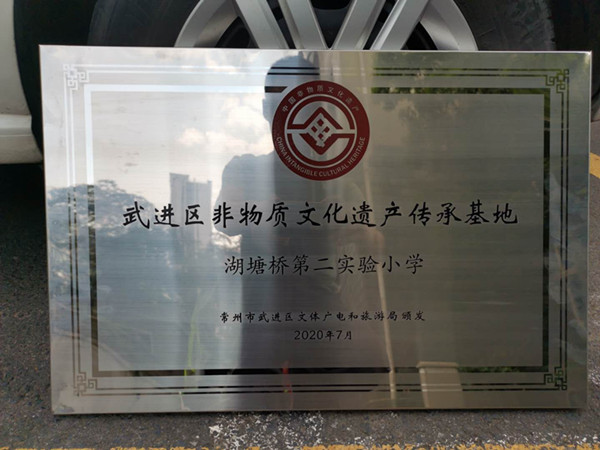 中国非物质文化遗产
CHINA INTANGIBLE CULTURAL HERITAGE
武进区非物质文化遗产传承基地
湖塘桥第二实验小学
常州市武进区文体广电和旅游局颁发
2020年7月